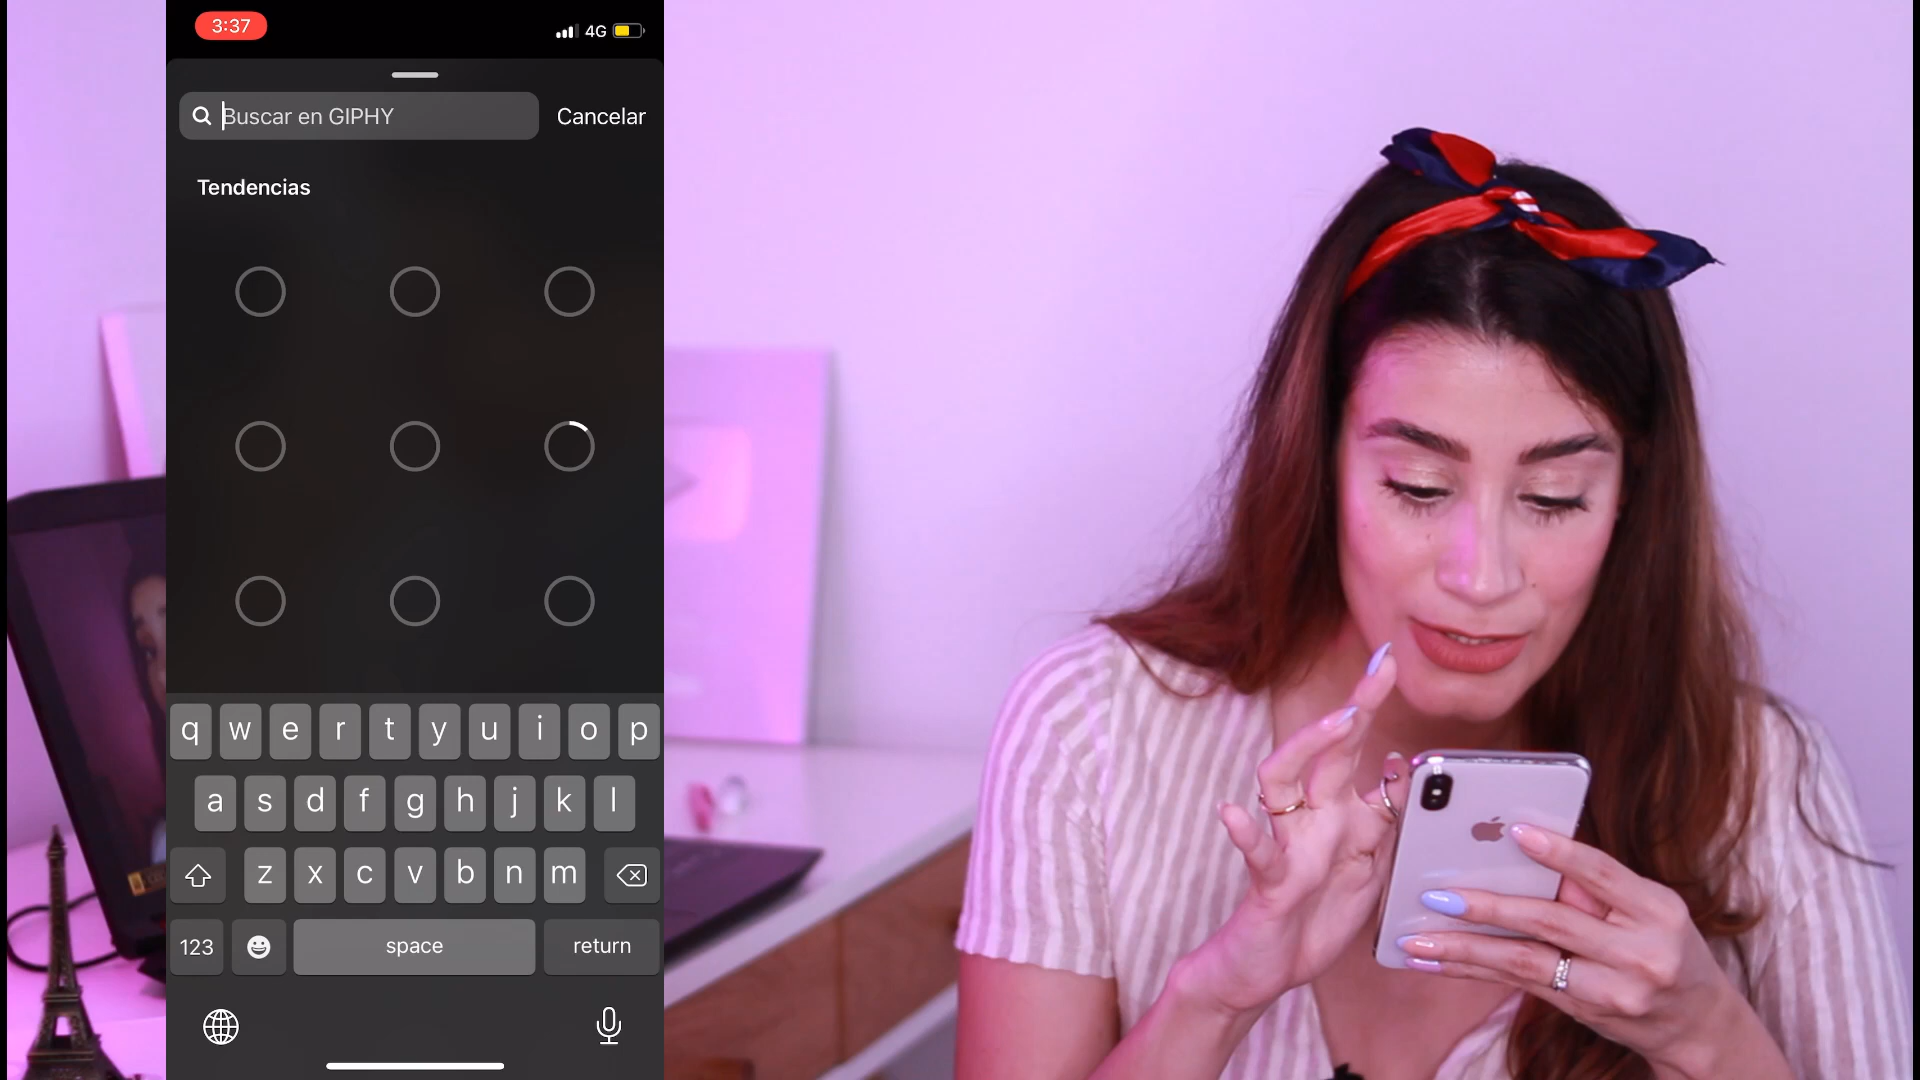 3:37
4G
Buscar en GIPHY
Cancelar
Tendencias
q w e r t y u i o p
a s d f g h j k l
z x c v b n m
123
space
return